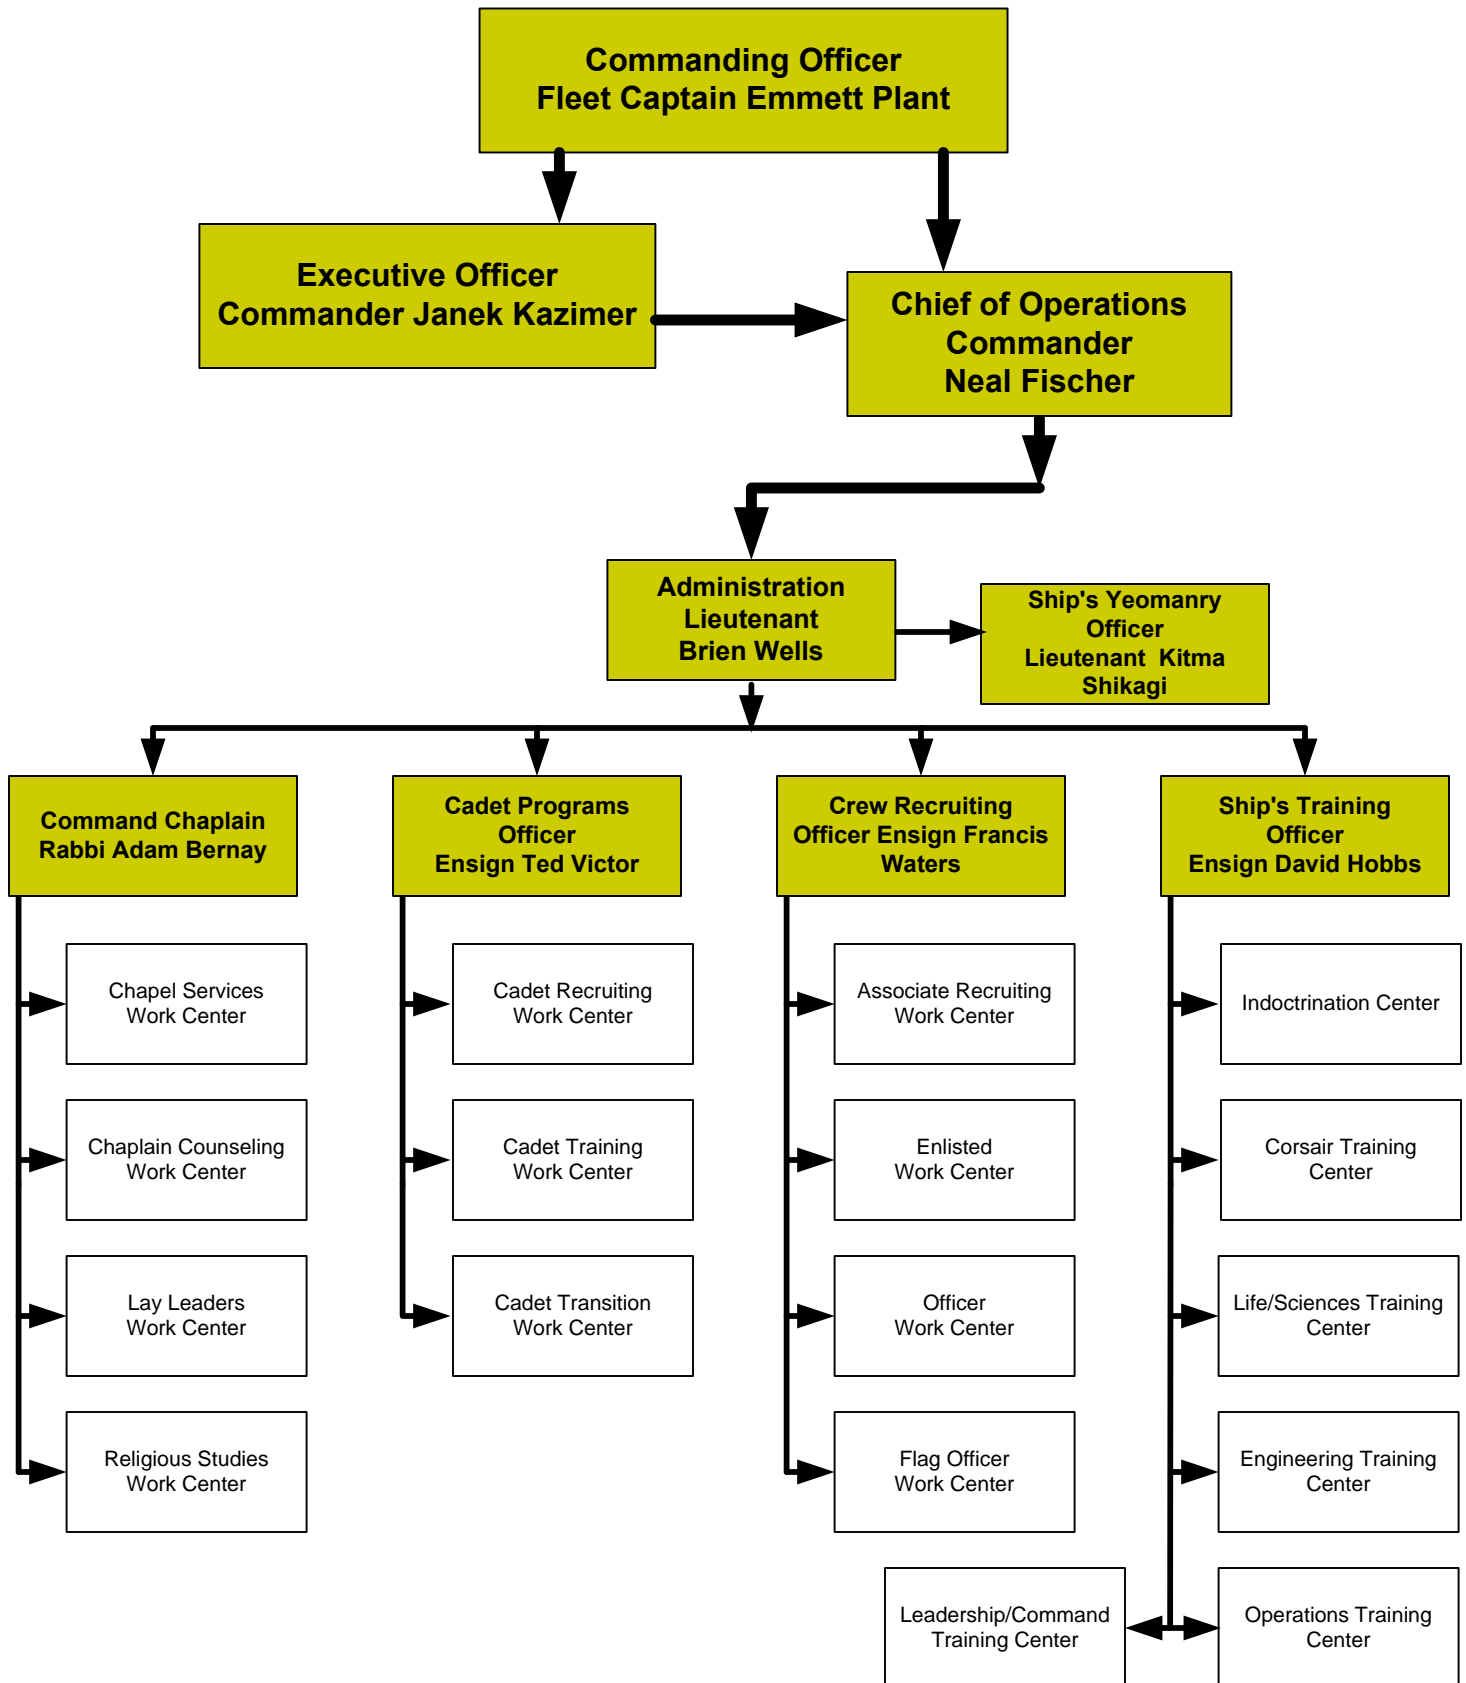 Commanding Officer
Fleet Captain Emmett Plant
Executive Officer
Commander Janek Kazimer
Chief of Operations
Commander
Neal Fischer
Administration
Lieutenant
Brien Wells
Ship's Yeomanry
Officer
Lieutenant Kitma
Shikagi
Command Chaplain
Rabbi Adam Bernay
Cadet Programs
Officer
Ensign Ted Victor
Crew Recruiting
Officer Ensign Francis
Waters
Ship's Training
Officer
Ensign David Hobbs
Chapel Services
Work Center
Chaplain Counseling
Work Center
Lay Leaders
Work Center
Religious Studies
Work Center
Cadet Recruiting
Work Center
Cadet Training
Work Center
Cadet Transition
Work Center
Associate Recruiting
Work Center
Enlisted
Work Center
Officer
Work Center
Flag Officer
Work Center
Indoctrination Center
Corsair Training
Center
Life/Sciences Training
Center
Engineering Training
Center
Leadership/Command
Training Center
Operations Training
Center